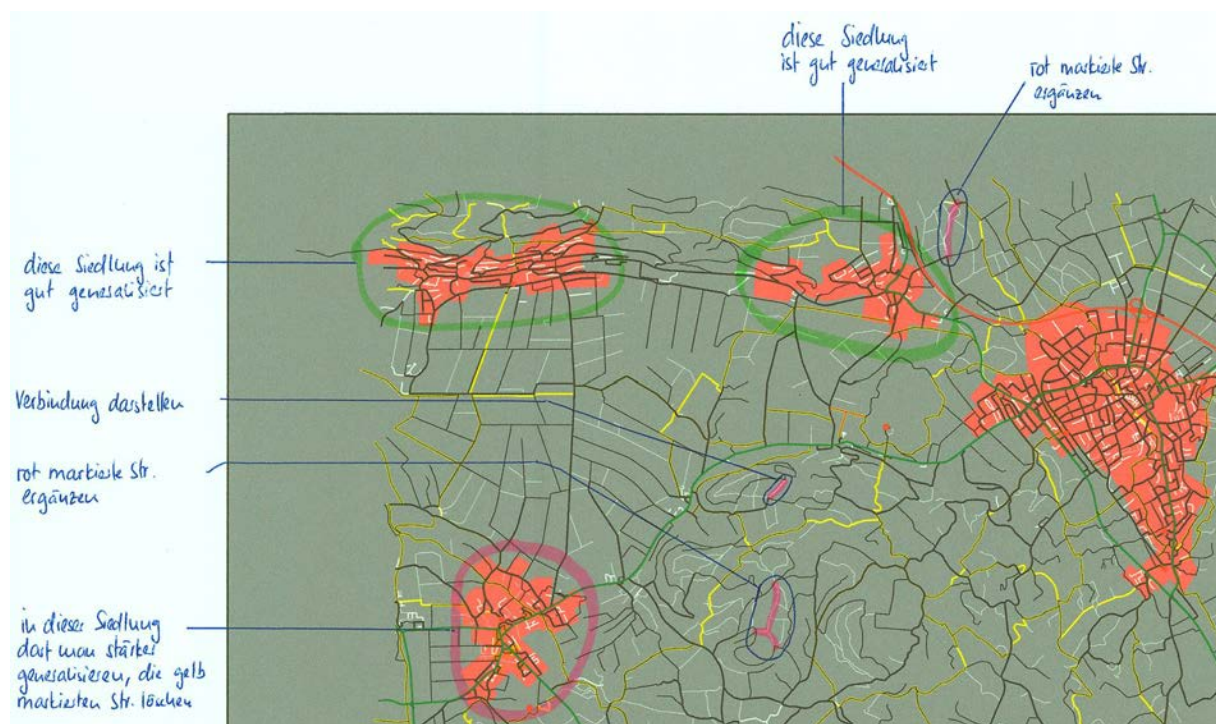 diese Siedlung
ist gut generalisiert
rot markierte Str.
ergänzen
diese Siedlung ist
gut generalisiert
Verbindung darstellen
rot markierte Str.
ergänzen
in dieser Siedlung
darf man stärker
generalisieren, die gelb
markierten Str. löschen